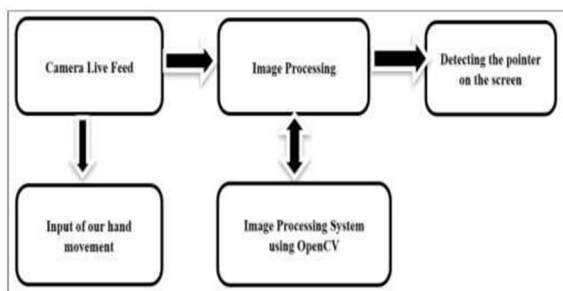 Camera Live Feed
Image Processing
Detecting the pointer
on the screen
Input of our hand
movement
Image Processing System
using OpenCV